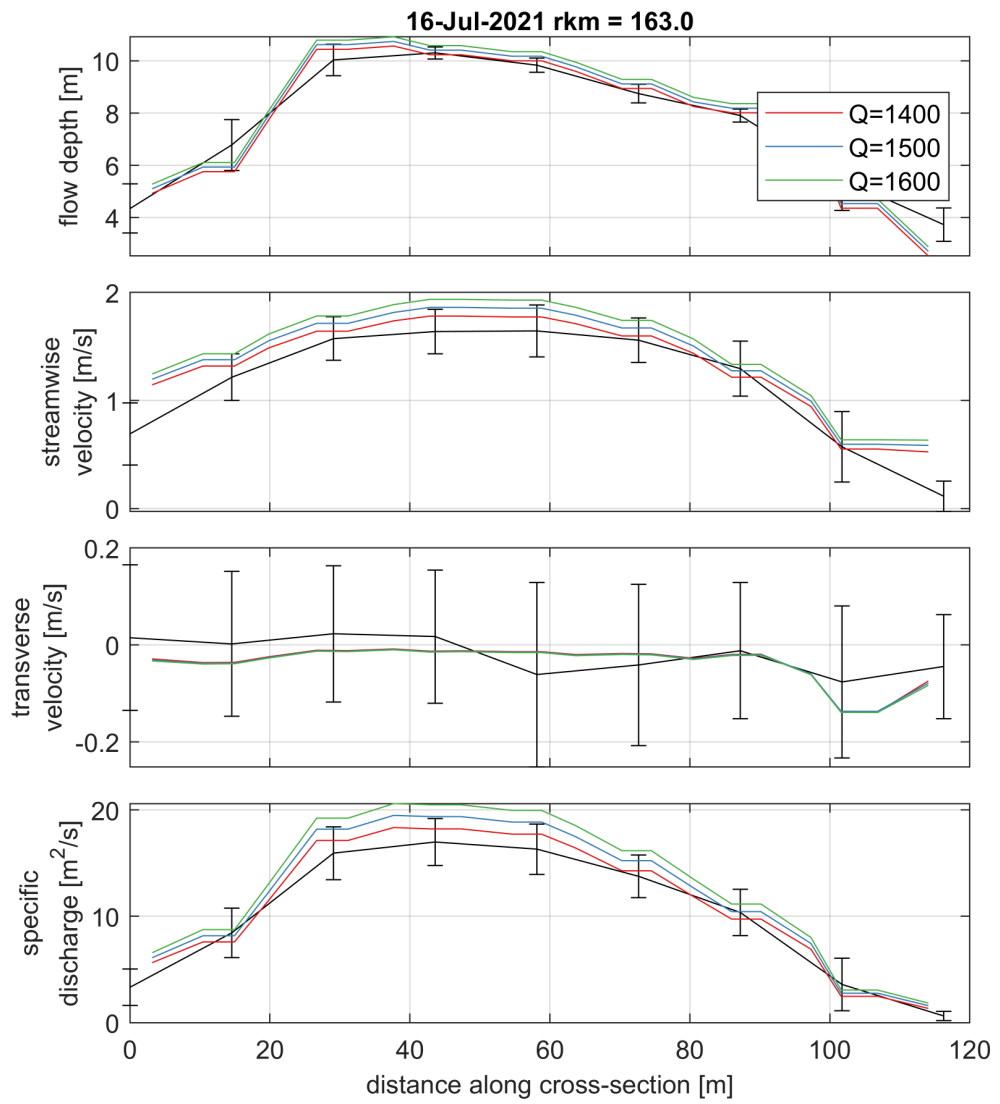 16-Jul-2021 rkm = 163.0
flow depth [m]
10
8
6
4
Q=1400
Q=1500
Q=1600
streamwise
velocity [m/s]
2
1
0
transverse
velocity [m/s]
0.2
0
-0.2
specific
discharge [m²/s]
20
10
0
0 20 40 60 80 100 120
distance along cross-section [m]